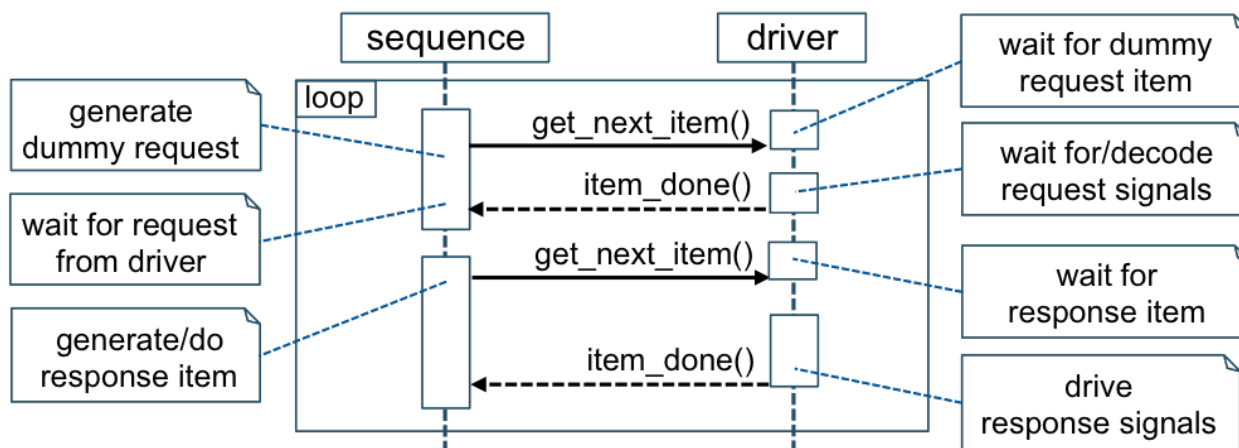 sequence
driver
loop
generate
dummy request
wait for request
from driver
generate/do
response item
get_next_item()
item_done()
get_next_item()
item_done()
wait for dummy
request item
wait for/decode
request signals
wait for
response item
drive
response signals